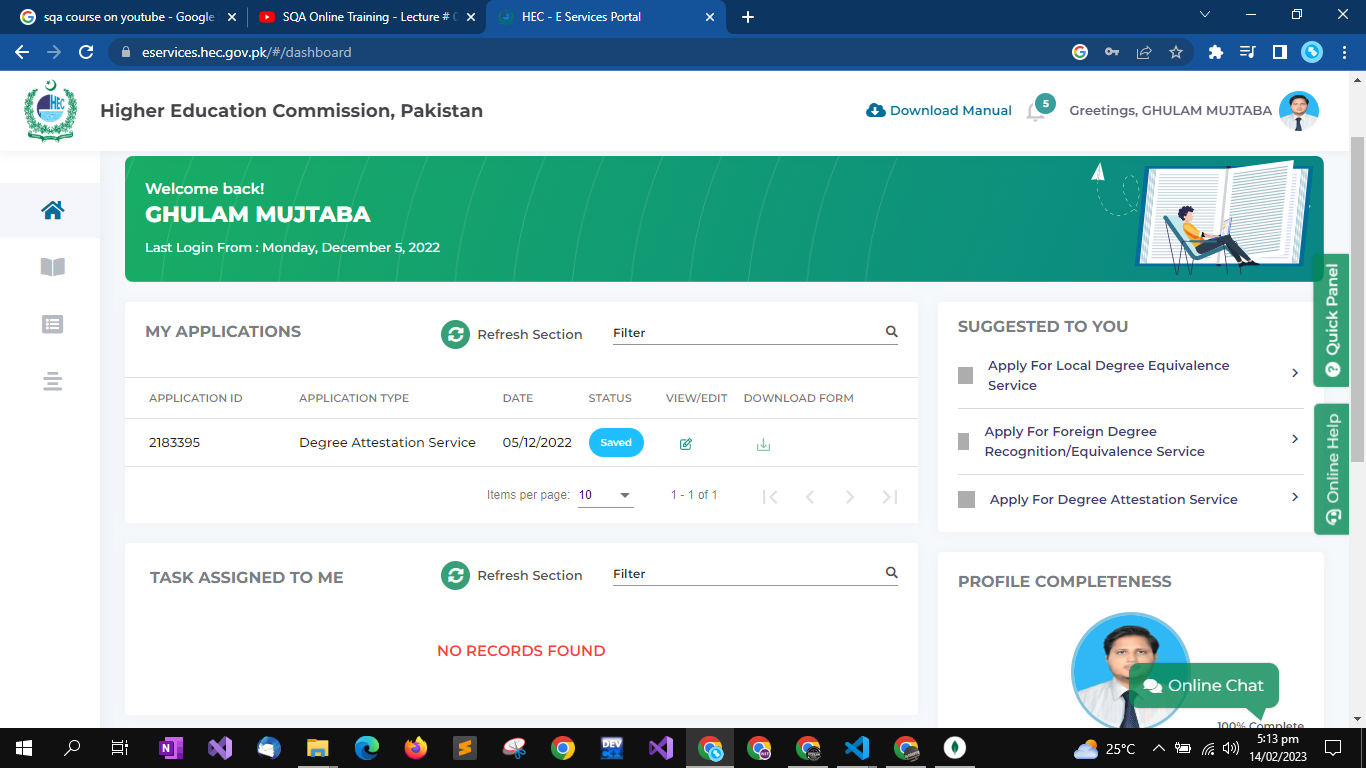 sqa course on youtube - Google
SQA Online Training - Lecture #
HEC - E Services Portal
eservices.hec.gov.pk/#/dashboard
HEC
Higher Education Commission, Pakistan
Download Manual
5
Greetings, GHULAM MUJTABA
Welcome back!
GHULAM MUJTABA
Last Login From : Monday, December 5, 2022
Quick Panel
Online Help
MY APPLICATIONS
Refresh Section
Filter
APPLICATION ID APPLICATION TYPE DATE STATUS VIEW/EDIT DOWNLOAD FORM
2183395 Degree Attestation Service 05/12/2022 Saved
Items per page: 10 1 - 1 of 1
SUGGESTED TO YOU
Apply For Local Degree Equivalence
Service
Apply For Foreign Degree
Recognition/Equivalence Service
Apply For Degree Attestation Service
TASK ASSIGNED TO ME
Refresh Section
Filter
NO RECORDS FOUND
PROFILE COMPLETENESS
Online Chat
100% Complete
N
DEV
25°C
5:13 pm
14/02/2023